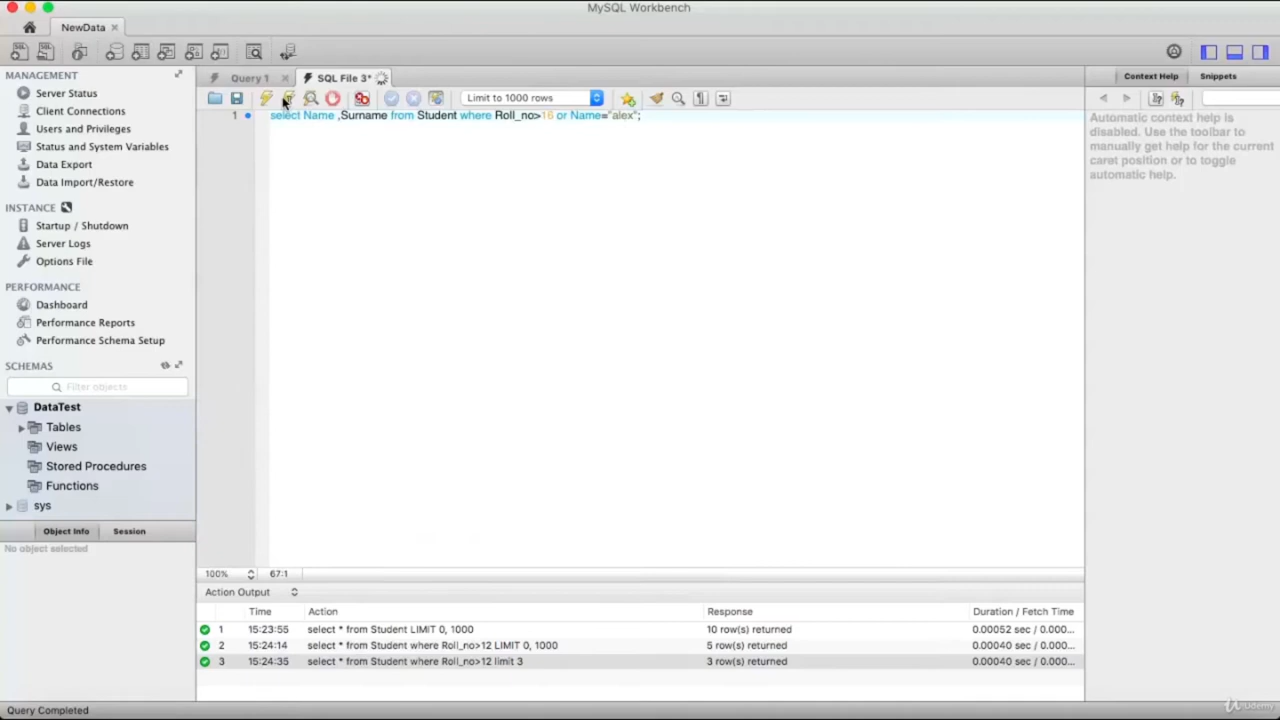 MySQL Workbench
NewData
MANAGEMENT
Server Status
Client Connections
Users and Privileges
Status and System Variables
Data Export
Data Import/Restore
INSTANCE
Startup / Shutdown
Server Logs
Options File
PERFORMANCE
Dashboard
Performance Reports
Performance Schema Setup
SCHEMAS
Filter objects
DataTest
Tables
Views
Stored Procedures
Functions
sys
Object Info Session
No object selected
Query 1 SQL File 3*
Limit to 1000 rows
1 select Name ,Surname from Student where Roll_no>16 or Name="alex";
100% 67:1
Action Output
Time Action Response Duration / Fetch Time
1 15:23:55 select * from Student LIMIT 0, 1000 10 row(s) returned 0.00052 sec / 0.000...
2 15:24:14 select * from Student where Roll_no>12 LIMIT 0, 1000 5 row(s) returned 0.00040 sec / 0.000...
3 15:24:35 select * from Student where Roll_no>12 limit 3 3 row(s) returned 0.00040 sec / 0.000...
Context Help Snippets
Automatic context help is
disabled. Use the toolbar to
manually get help for the current
caret position or to toggle
automatic help.
Query Completed
Udemy